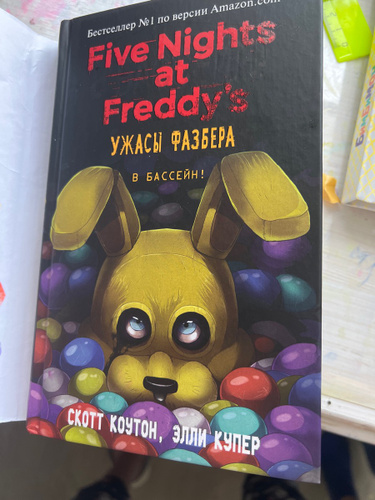 Бестселлер №1 по версии Amazon.com
Five Nights
at
Freddy's
УЖАСЫ ФАЗБЕРА
В БАССЕЙН!
СКОТТ КОУТОН, ЭЛЛИ КУПЕР